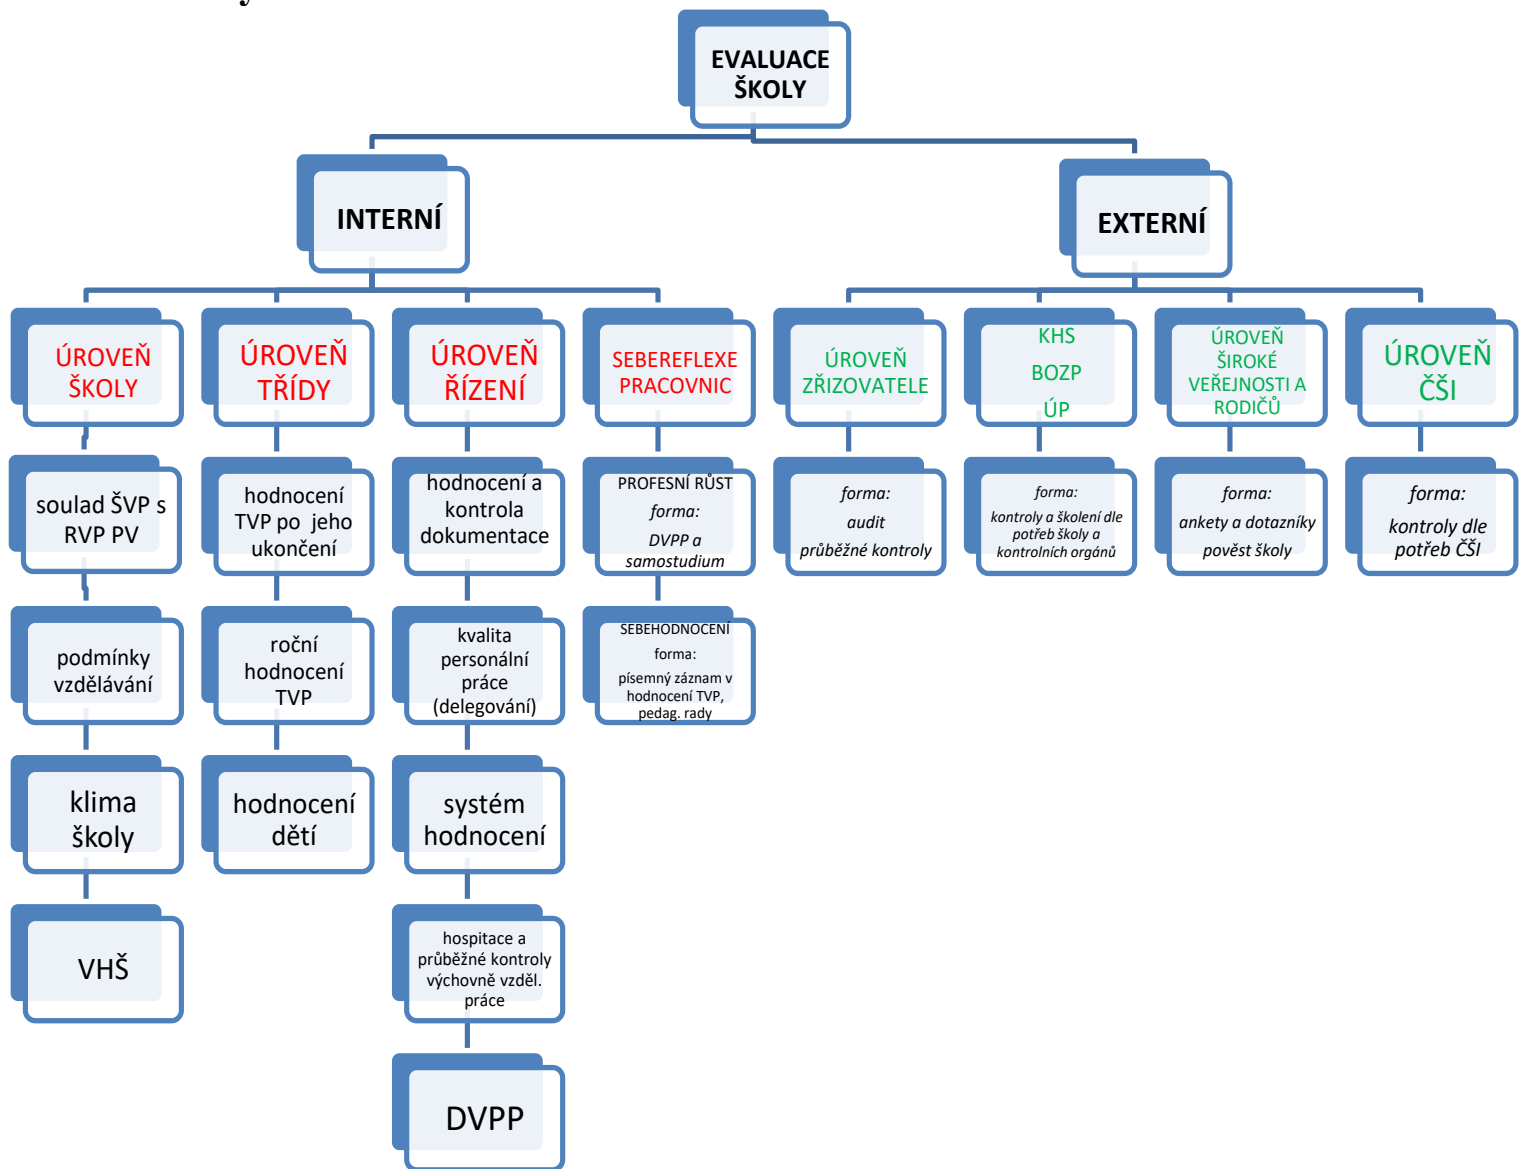 EVALUACE
ŠKOLY
INTERNÍ
EXTERNÍ
ÚROVEŇ
ŠKOLY
ÚROVEŇ
TŘÍDY
ÚROVEŇ
ŘÍZENÍ
SEBEREFLEXE
PRACOVNIC
ÚROVEŇ
ZŘIZOVATELE
KHS
BOZP
ÚP
ÚROVEŇ
ŠIROKÉ
VEŘEJNOSTI A
RODIČŮ
ÚROVEŇ
ČŠI
soulad ŠVP s
RVP PV
hodnocení
TVP po jeho
ukončení
hodnocení a
kontrola
dokumentace
PROFESNÍ RŮST
forma:
DVPP a
samostudium
forma:
audit
průběžné kontroly
forma:
kontroly a školení dle
potřeb školy a
kontrolních orgánů
forma:
ankety a dotazníky
pověst školy
forma:
kontroly dle
potřeb ČŠI
podmínky
vzdělávání
roční
hodnocení
TVP
kvalita
personální
práce
(delegování)
SEBEHODNOCENÍ
forma:
písemný záznam v
hodnocení TVP,
pedag. rady
klima
školy
hodnocení
dětí
systém
hodnocení
VHŠ
hospitace a
průběžné kontroly
výchovně vzděl.
práce
DVPP